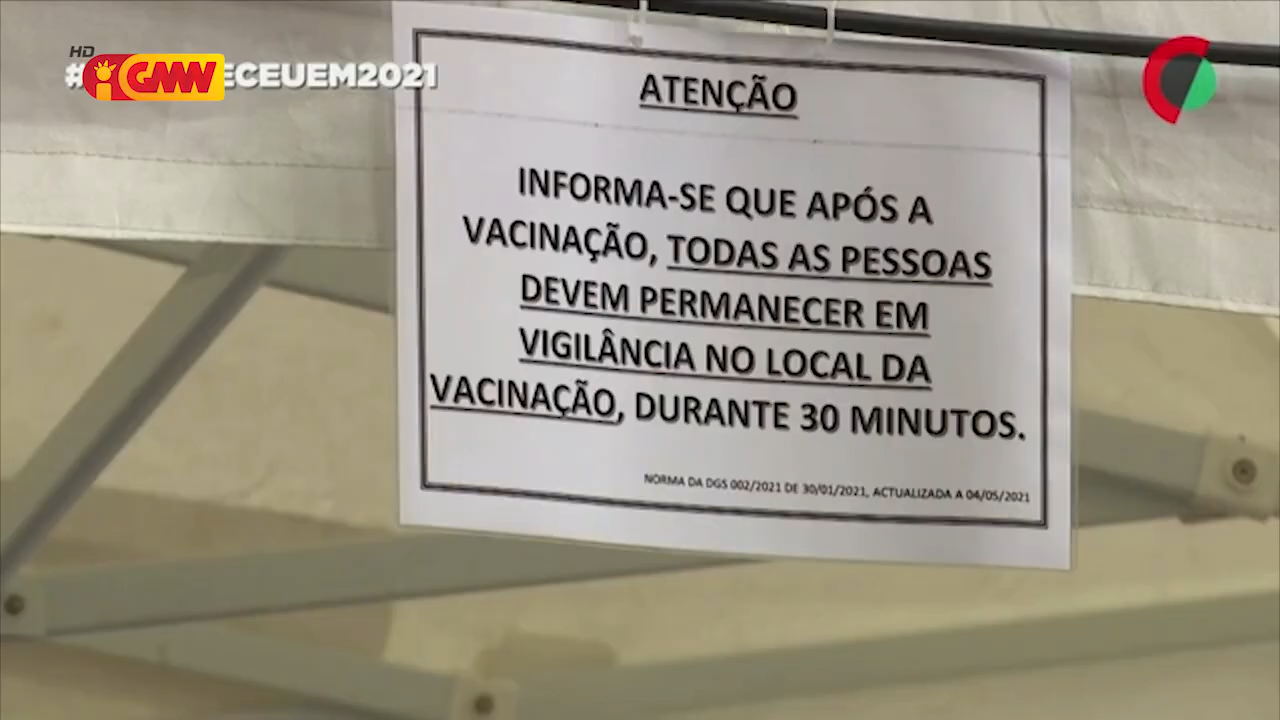 HD
GMW
#
ECEUEM2021
ATENÇÃO
INFORMA-SE QUE APÓS A
VACINAÇÃO, TODAS AS PESSOAS
DEVEM PERMANECER EM
VIGILÂNCIA NO LOCAL DA
VACINAÇÃO, DURANTE 30 MINUTOS.
NORMA DA DGS 002/2021 DE 30/01/2021, ACTUALIZADA A 04/05/2021